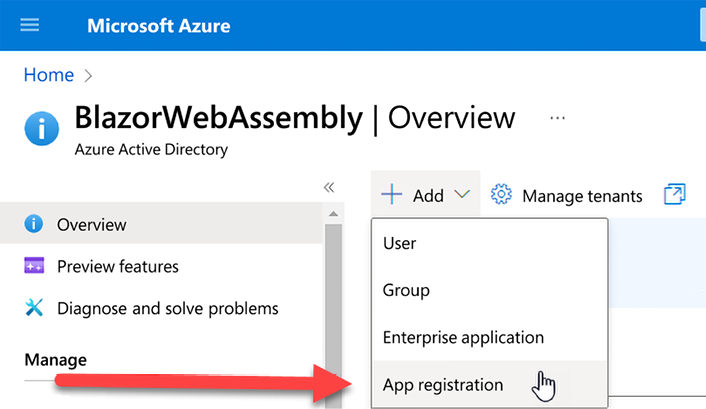 Microsoft Azure
Home >
BlazorWebAssembly | Overview ...
Azure Active Directory
«
+ Add Manage tenants
Overview
Preview features
Diagnose and solve problems
Manage
User
Group
Enterprise application
App registration